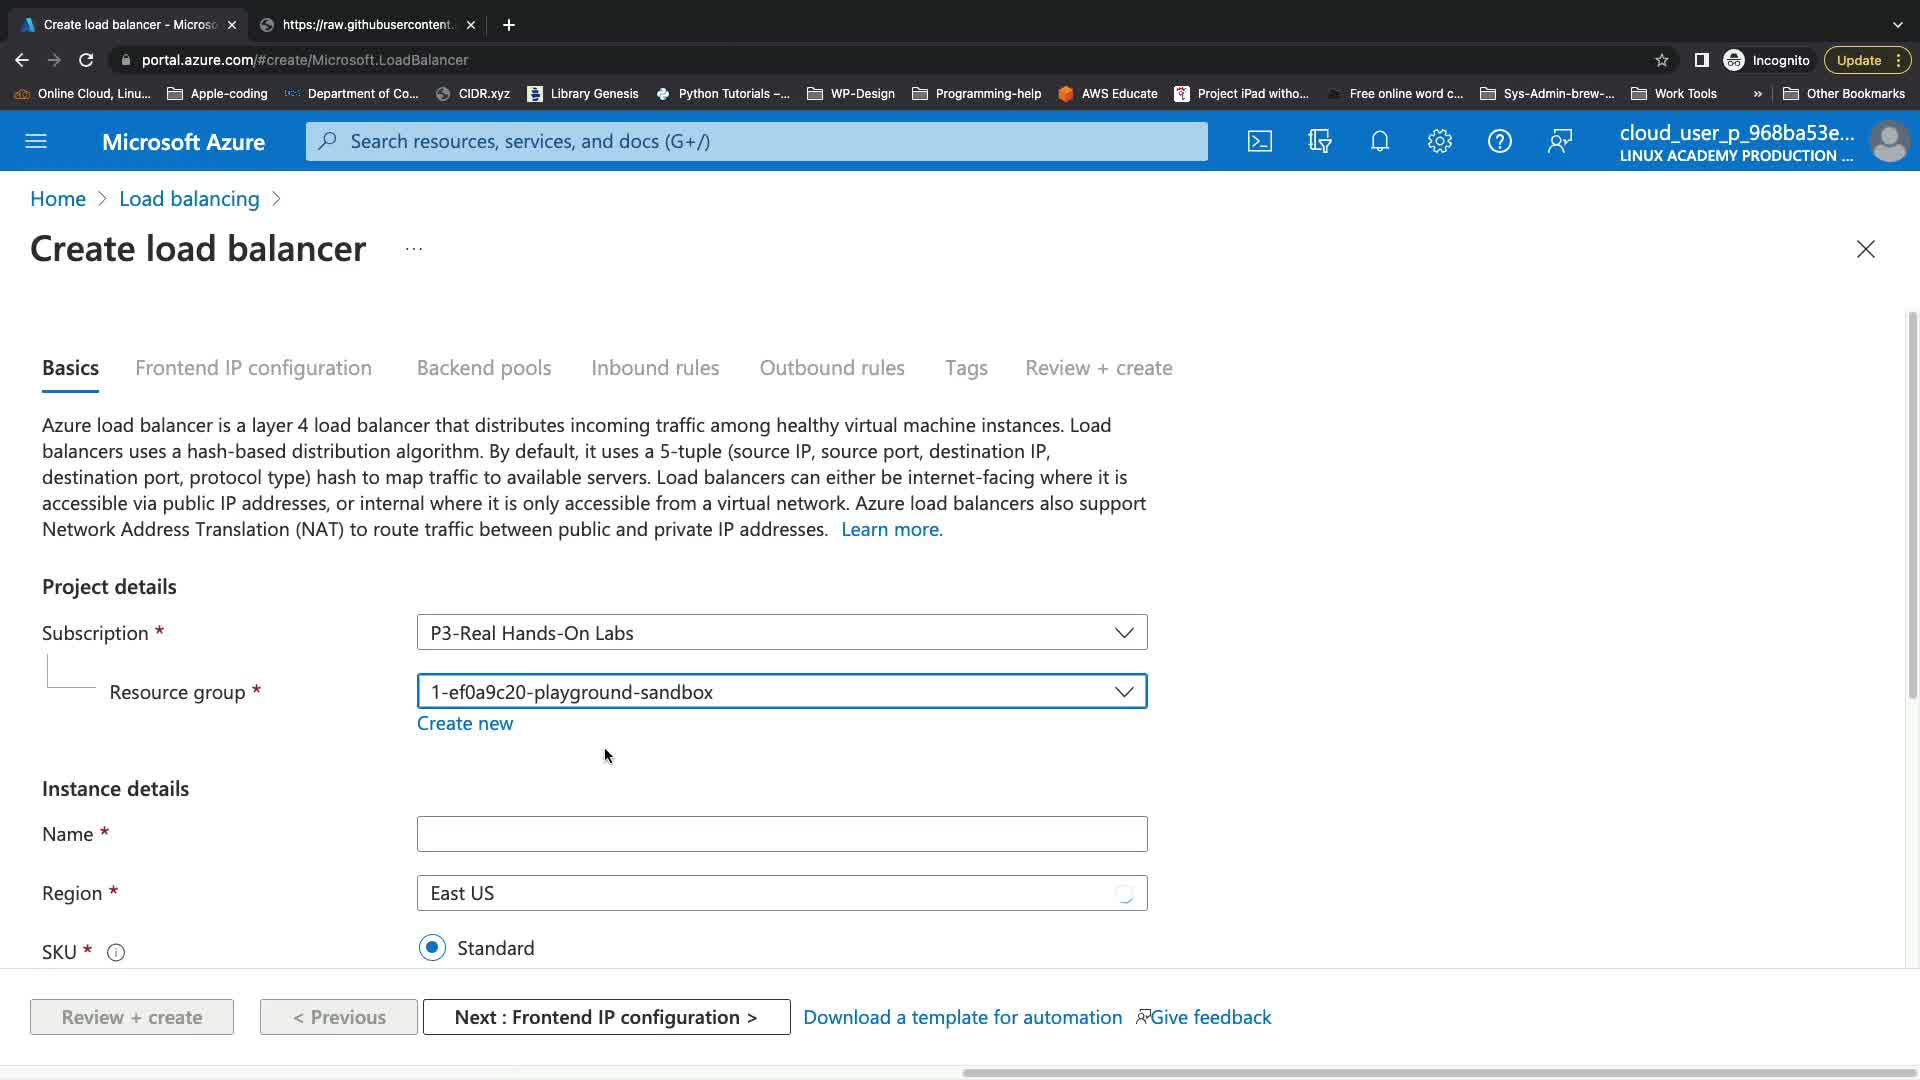 Create load balancer - Microso
https://raw.githubusercontent.
portal.azure.com/#create/Microsoft.LoadBalancer
Incognito
Update
Online Cloud, Linu...
Apple-coding
Department of Co...
CIDR.xyz
Library Genesis
Python Tutorials –...
WP-Design
Programming-help
AWS Educate
Project iPad witho...
Free online word c...
Sys-Admin-brew-...
Work Tools
»
Other Bookmarks
Microsoft Azure
Search resources, services, and docs (G+/)
cloud_user_p_968ba53e...
LINUX ACADEMY PRODUCTION ...
Home > Load balancing >
Create load balancer ...
Basics
Frontend IP configuration
Backend pools
Inbound rules
Outbound rules
Tags
Review + create
Azure load balancer is a layer 4 load balancer that distributes incoming traffic among healthy virtual machine instances. Load
balancers uses a hash-based distribution algorithm. By default, it uses a 5-tuple (source IP, source port, destination IP,
destination port, protocol type) hash to map traffic to available servers. Load balancers can either be internet-facing where it is
accessible via public IP addresses, or internal where it is only accessible from a virtual network. Azure load balancers also support
Network Address Translation (NAT) to route traffic between public and private IP addresses. Learn more.
Project details
Subscription *
P3-Real Hands-On Labs
Resource group *
1-ef0a9c20-playground-sandbox
Create new
Instance details
Name *
Region *
East US
SKU *
Standard
Review + create
< Previous
Next : Frontend IP configuration >
Download a template for automation
Give feedback